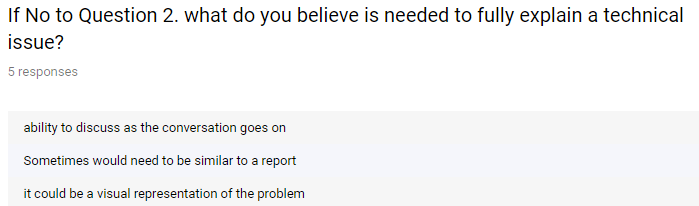 If No to Question 2. what do you believe is needed to fully explain a technical
issue?
5 responses
ability to discuss as the conversation goes on
Sometimes would need to be similar to a report
it could be a visual representation of the problem